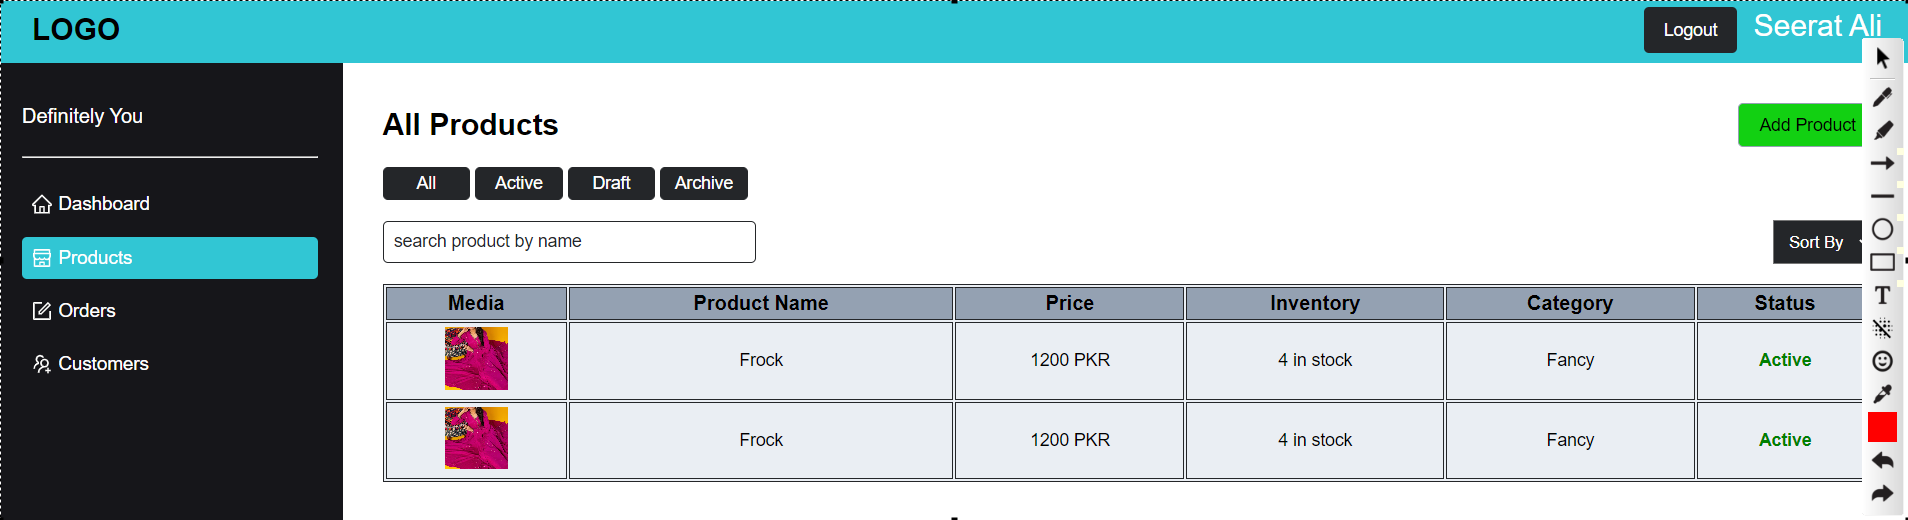 LOGO
Logout
Seerat Ali
Definitely You
Dashboard
Products
Orders
Customers
All Products
Add Product
All Active Draft Archive
search product by name
Sort By
Media Product Name Price Inventory Category Status
Frock 1200 PKR 4 in stock Fancy Active
Frock 1200 PKR 4 in stock Fancy Active
T